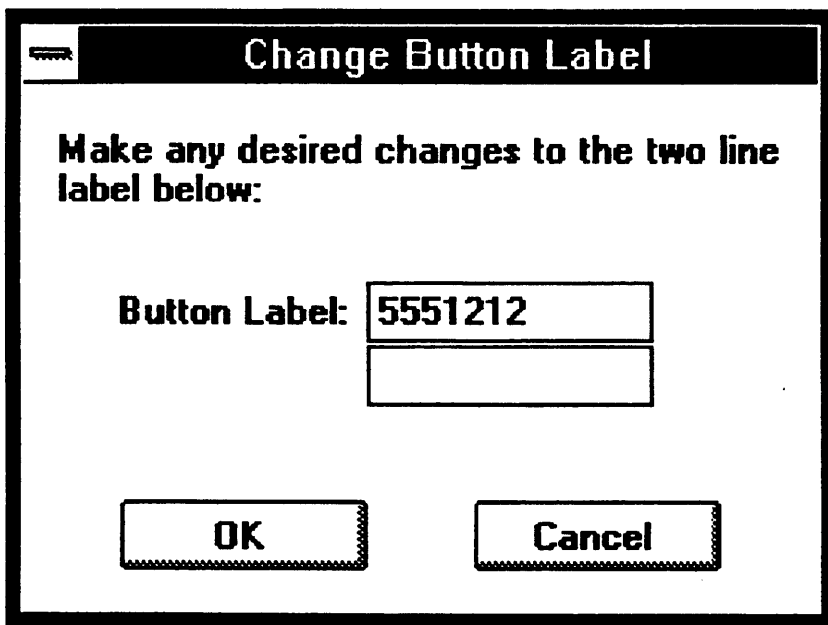 Change Button Label
Make any desired changes to the two line
label below:
Button Label: 5551212
OK Cancel